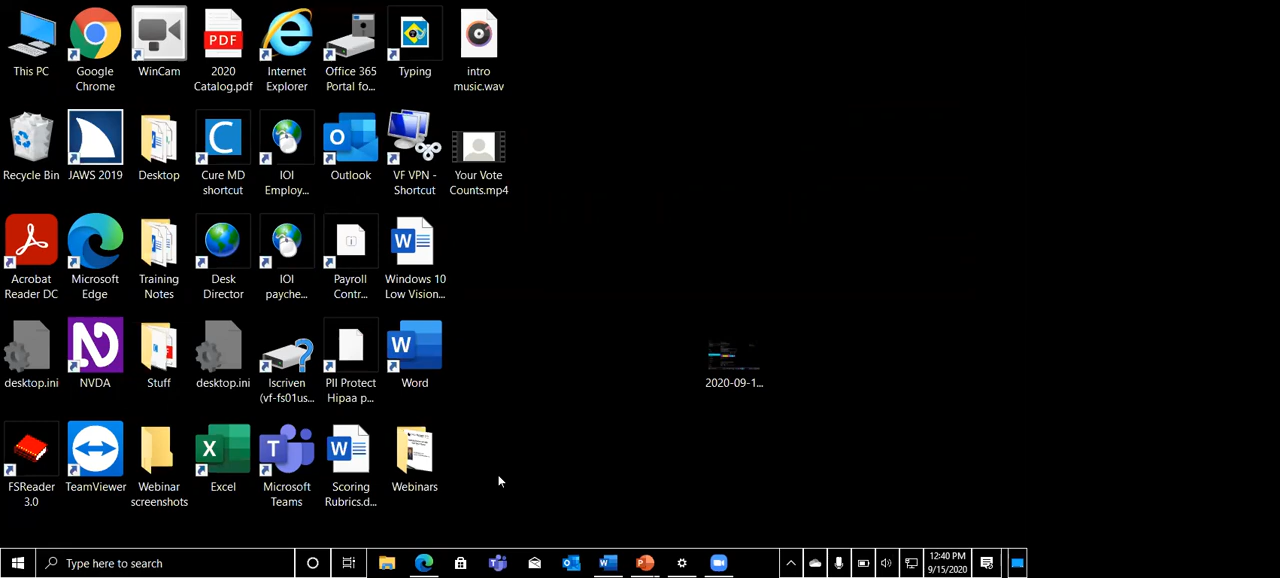 This PC
Google
Chrome
WinCam
PDF
2020
Catalog.pdf
Internet
Explorer
Office 365
Portal fo...
Typing
intro
music.wav
Recycle Bin
JAWS 2019
Desktop
C
Cure MD
shortcut
IOI
Employ...
O
Outlook
VF VPN -
Shortcut
Your Vote
Counts.mp4
Acrobat
Reader DC
Microsoft
Edge
Training
Notes
Desk
Director
IOI
payche...
Payroll
Contr...
W
Windows 10
Low Vision...
desktop.ini
NVDA
Stuff
desktop.ini
?
lscriven
(vf-fs01us...
PII Protect
Hipaa p...
W
Word
2020-09-1...
FSReader
3.0
TeamViewer
Webinar
screenshots
X
Excel
T
Microsoft
Teams
W
Scoring
Rubrics.d...
Webinars
Type here to search
12:40 PM
9/15/2020